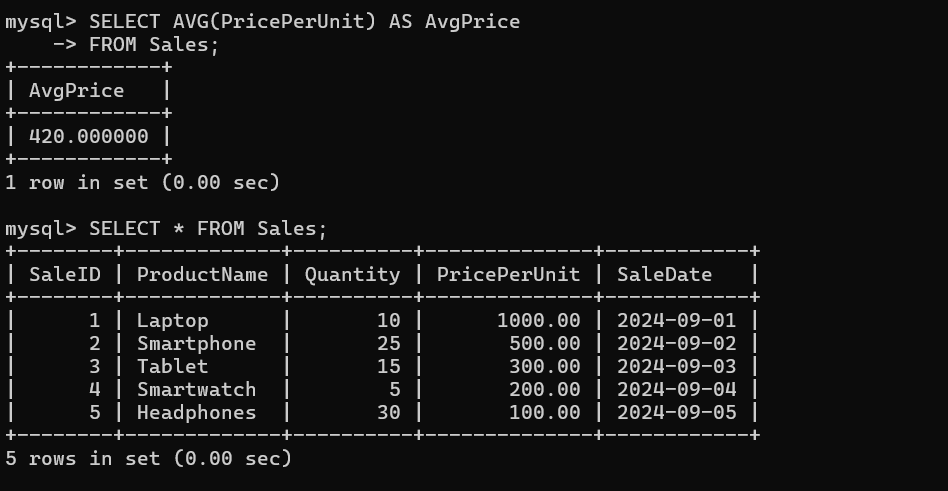 mysql> SELECT AVG(PricePerUnit) AS AvgPrice
    -> FROM Sales;
+------------+
| AvgPrice   |
+------------+
| 420.000000 |
+------------+
1 row in set (0.00 sec)

mysql> SELECT * FROM Sales;
+--------+-------------+----------+--------------+------------+
| SaleID | ProductName | Quantity | PricePerUnit | SaleDate   |
+--------+-------------+----------+--------------+------------+
|      1 | Laptop      |       10 |      1000.00 | 2024-09-01 |
|      2 | Smartphone  |       25 |       500.00 | 2024-09-02 |
|      3 | Tablet      |       15 |       300.00 | 2024-09-03 |
|      4 | Smartwatch  |        5 |       200.00 | 2024-09-04 |
|      5 | Headphones  |       30 |       100.00 | 2024-09-05 |
+--------+-------------+----------+--------------+------------+
5 rows in set (0.00 sec)